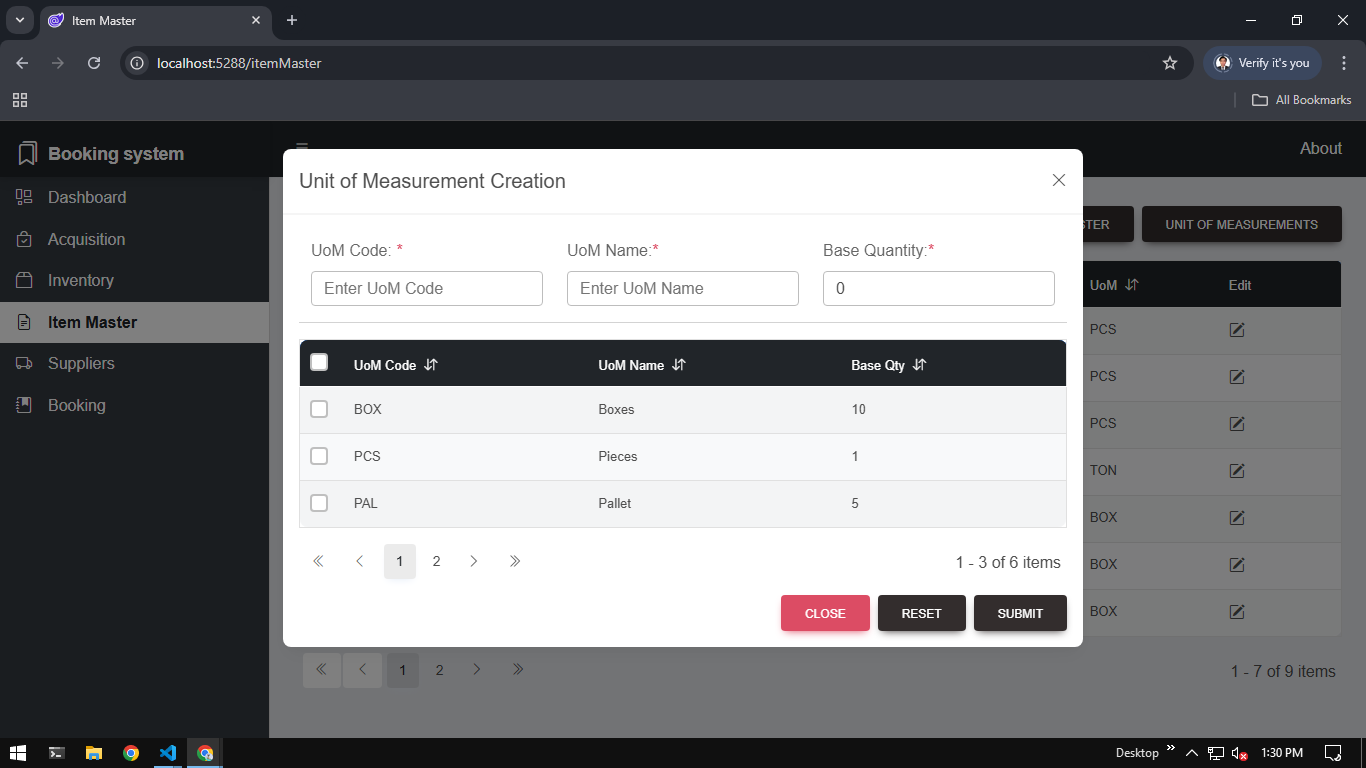 Item Master
localhost:5288/itemMaster
Verify it's you
All Bookmarks
Booking system
About
Dashboard
Acquisition
Inventory
Item Master
Suppliers
Booking
UNIT OF MEASUREMENTS
UoM Edit
PCS
PCS
PCS
TON
BOX
BOX
BOX
Unit of Measurement Creation
UoM Code: * UoM Name:* Base Quantity:*
Enter UoM Code Enter UoM Name 0
UoM Code UoM Name Base Qty
BOX Boxes 10
PCS Pieces 1
PAL Pallet 5
1 2 1 - 3 of 6 items
CLOSE RESET SUBMIT
1 2 1 - 7 of 9 items
Desktop 1:30 PM